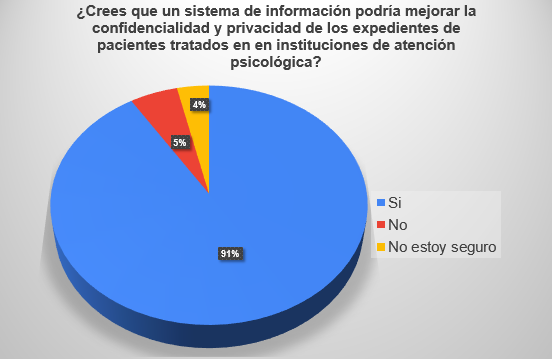 ¿Crees que un sistema de información podría mejorar la
confidencialidad y privacidad de los expedientes de
pacientes tratados en en instituciones de atención
psicológica?
4%
5%
91%
Si
No
No estoy seguro